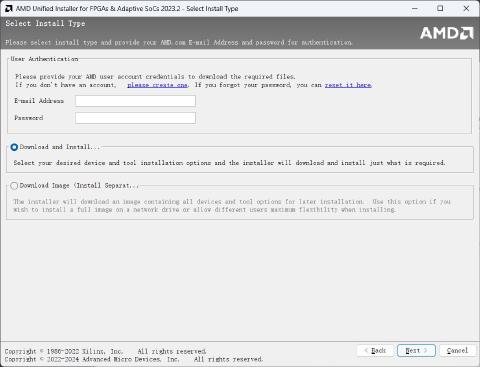 AMD Unified Installer for FPGAs & Adaptive SoCs 2023.2 - Select Install Type
Select Install Type
Please select install type and provide your AMD.com E-mail Address and password for authentication.
AMD
User Authentication
Please provide your AMD user account credentials to download the required files.
If you don't have an account, please create one. If you forgot your password, you can reset it here.
E-mail Address
Password
Download and Install...
Select your desired device and tool installation options and the installer will download and install just what is required.
Download Image (Install Separat...
The installer will download an image containing all devices and tool options for later installation. Use this option if you
wish to install a full image on a network drive or allow different users maximum flexibility when installing.
Copyright © 1986-2022 Xilinx, Inc. All rights reserved.
Copyright © 2022-2024 Advanced Micro Devices, Inc. All rights reserved.
< Back Next > Cancel